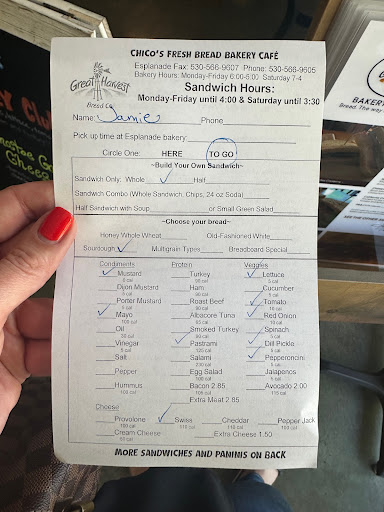 CHICO'S FRESH BREAD BAKERY CAFÉ
Esplanade Fax: 530-566-9607 Phone: 530-566-9605
Bakery Hours: Monday-Friday 6:00-5:00 Saturday 7-4
Great Harvest
Bread Co.
Sandwich Hours:
Monday-Friday until 4:00 & Saturday until 3:30
Name: Jamie Phone
Pick up time at Esplanade bakery:
Circle One: HERE TO GO
~Build Your Own Sandwich~
Sandwich Only: Whole ✓ Half
Sandwich Combo (Whole Sandwich, Chips, 24 oz Soda)
Half Sandwich with Soup or Small Green Salad
~Choose your bread~
Honey Whole Wheat Old-Fashioned White
Sourdough ✓ Multigrain Types Breadboard Special
Condiments Protein Veggies
✓ Mustard Turkey ✓ Lettuce
Dijon Mustard Ham Cucumber
Porter Mustard Roast Beef ✓ Tomato
✓ Mayo Albacore Tuna ✓ Red Onion
Oil Smoked Turkey Spinach
Vinegar ✓ Pastrami ✓ Dill Pickle
Salt Salami ✓ Pepperoncini
Pepper Egg Salad Jalapenos
Hummus Bacon 2.85 Avocado 2.00
Extra Meat 2.85
Cheese
Provolone ✓ Swiss Cheddar Pepper Jack
Cream Cheese Extra Cheese 1.50
MORE SANDWICHES AND PANINIS ON BACK
BAKERY
Bread. The way